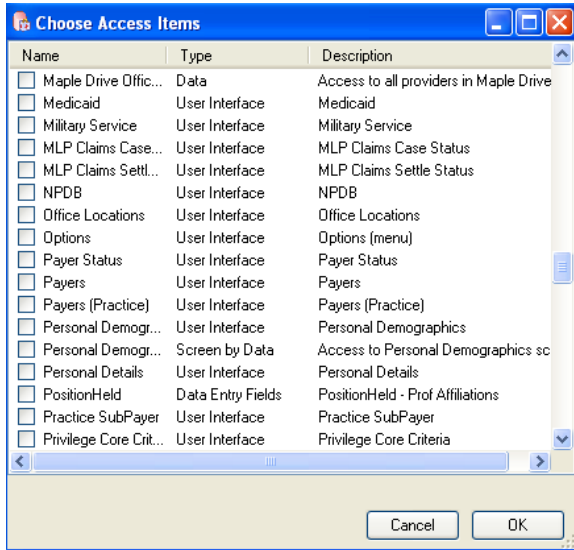 Choose Access Items
Name Type Description
Maple Drive Offic... Data Access to all providers in Maple Drive
Medicaid User Interface Medicaid
Military Service User Interface Military Service
MLP Claims Case... User Interface MLP Claims Case Status
MLP Claims Settl... User Interface MLP Claims Settle Status
NPDB User Interface NPDB
Office Locations User Interface Office Locations
Options User Interface Options (menu)
Payer Status User Interface Payer Status
Payers User Interface Payers
Payers (Practice) User Interface Payers (Practice)
Personal Demogr... User Interface Personal Demographics
Personal Demogr... Screen by Data Access to Personal Demographics sc
Personal Details User Interface Personal Details
PositionHeld Data Entry Fields PositionHeld - Prof Affiliations
Practice SubPayer User Interface Practice SubPayer
Privilege Core Crit... User Interface Privilege Core Criteria
Cancel OK